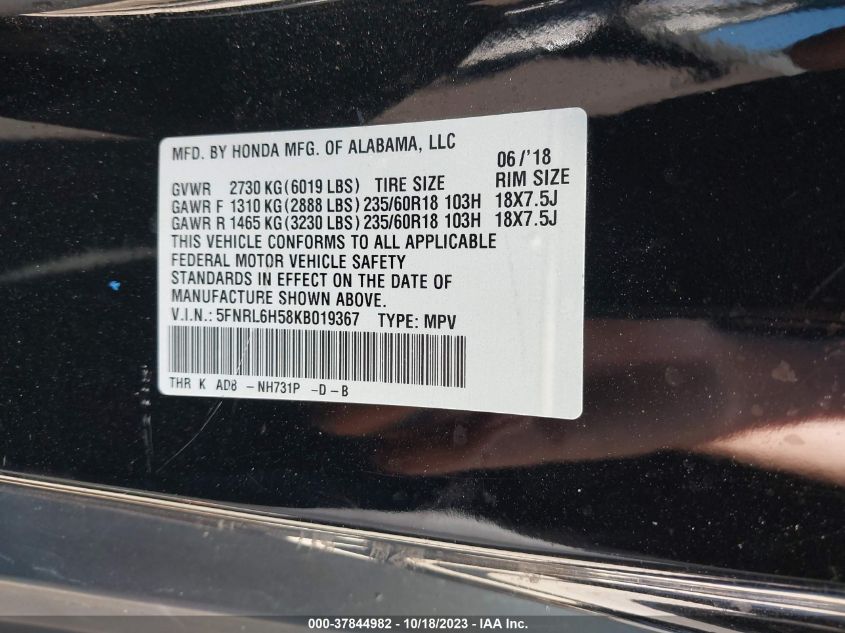 MFD. BY HONDA MFG. OF ALABAMA, LLC 06/'18
GVWR 2730 KG (6019 LBS) TIRE SIZE RIM SIZE
GAWR F 1310 KG (2888 LBS) 235/60R18 103H 18X7.5J
GAWR R 1465 KG (3230 LBS) 235/60R18 103H 18X7.5J
THIS VEHICLE CONFORMS TO ALL APPLICABLE
FEDERAL MOTOR VEHICLE SAFETY
STANDARDS IN EFFECT ON THE DATE OF
MANUFACTURE SHOWN ABOVE.
V.I.N.: 5FNRL6H58KB019367 TYPE: MPV
THR K AD8 -NH731P -D-B
000-37844982 - 10/18/2023 - IAA Inc.